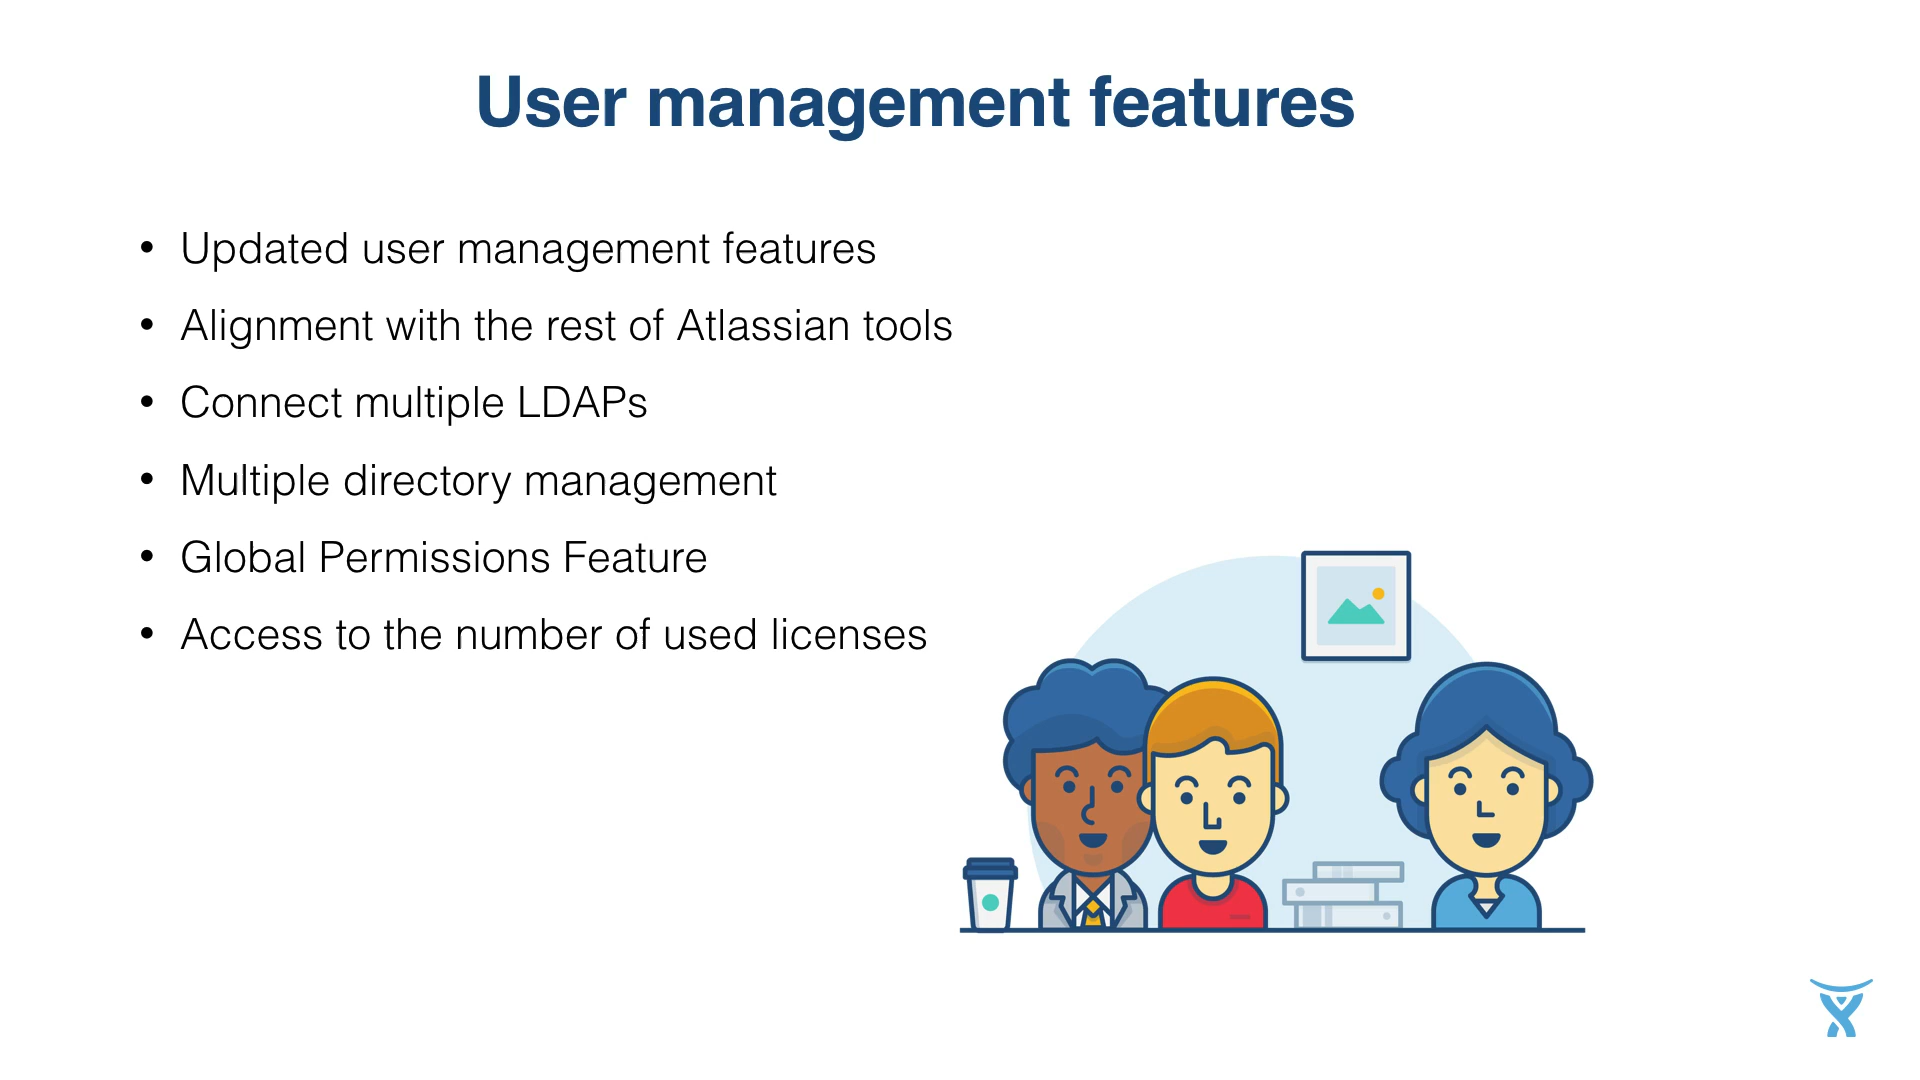 User management features
• Updated user management features
• Alignment with the rest of Atlassian tools
• Connect multiple LDAPs
• Multiple directory management
• Global Permissions Feature
• Access to the number of used licenses